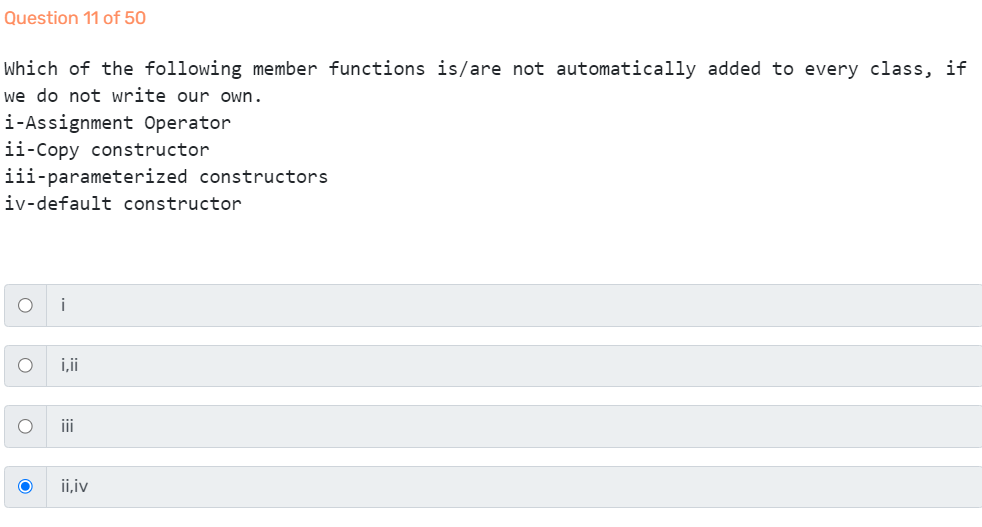 Question 11 of 50
Which of the following member functions is/are not automatically added to every class, if
we do not write our own.
i-Assignment Operator
ii-Copy constructor
iii-parameterized constructors
iv-default constructor
i
i,ii
iii
ii,iv